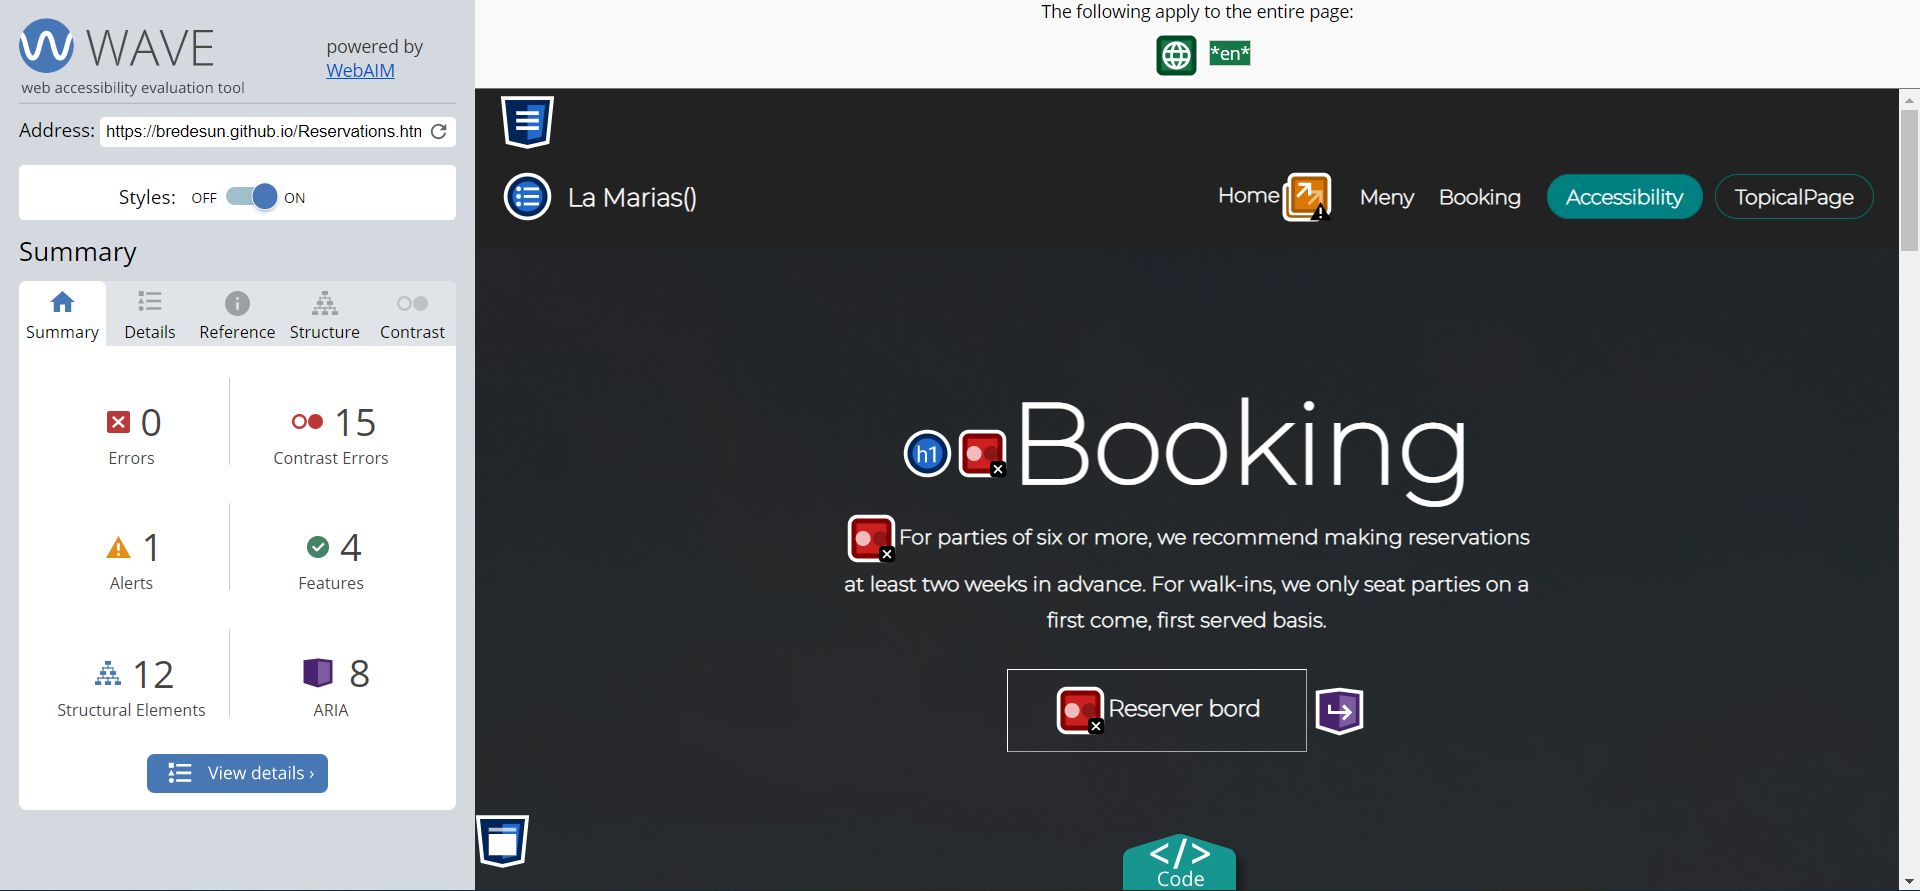 WAVE
powered by
WebAIM
web accessibility evaluation tool
Address: https://bredesun.github.io/Reservations.htn
Styles: OFF ON
Summary
Summary Details Reference Structure Contrast
0 15
Errors Contrast Errors
1 4
Alerts Features
12 8
Structural Elements ARIA
View details ›
The following apply to the entire page:
*en*
La Marias()
Home Meny Booking Accessibility TopicalPage
h1 Booking
For parties of six or more, we recommend making reservations
at least two weeks in advance. For walk-ins, we only seat parties on a
first come, first served basis.
Reserver bord
</>
Code